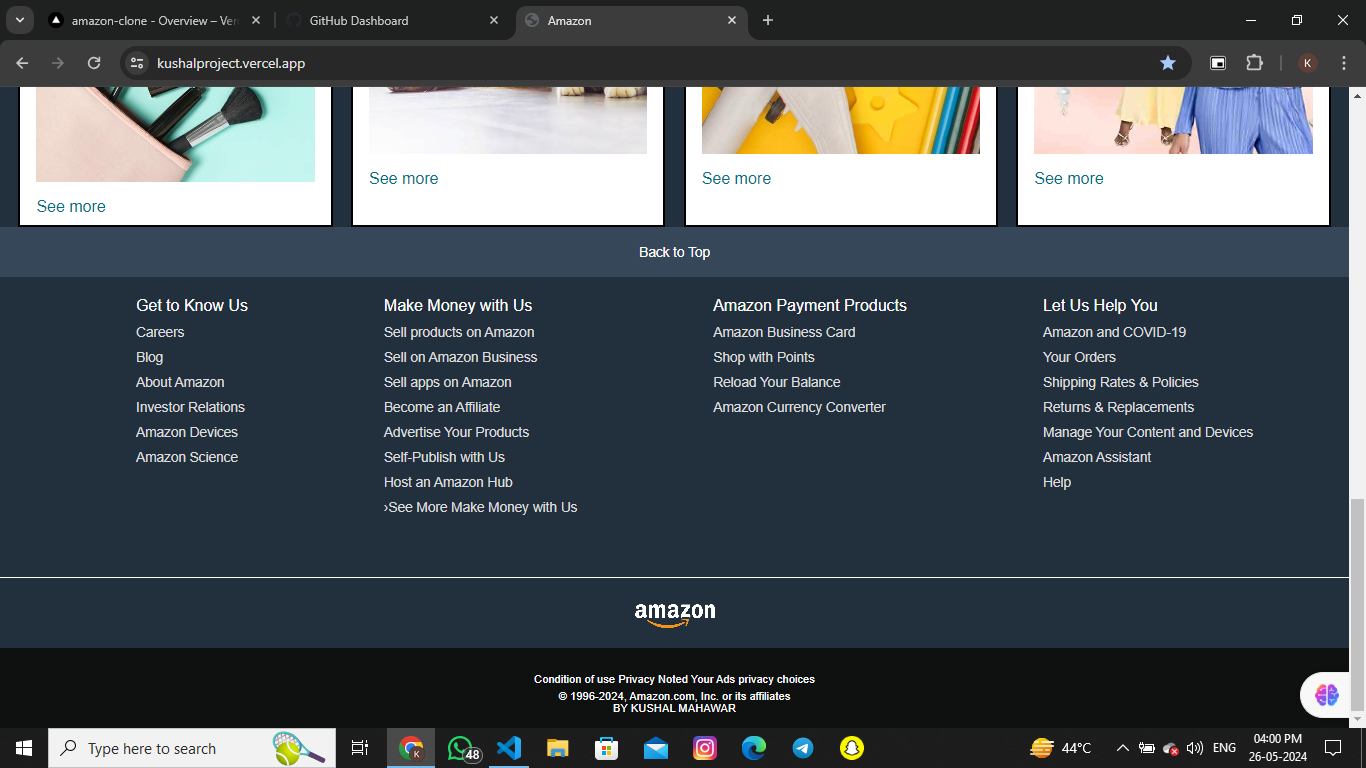 amazon-clone - Overview – Ver
GitHub Dashboard
Amazon
kushalproject.vercel.app
K
See more
See more
See more
See more
Back to Top
Get to Know Us
Careers
Blog
About Amazon
Investor Relations
Amazon Devices
Amazon Science
Make Money with Us
Sell products on Amazon
Sell on Amazon Business
Sell apps on Amazon
Become an Affiliate
Advertise Your Products
Self-Publish with Us
Host an Amazon Hub
›See More Make Money with Us
Amazon Payment Products
Amazon Business Card
Shop with Points
Reload Your Balance
Amazon Currency Converter
Let Us Help You
Amazon and COVID-19
Your Orders
Shipping Rates & Policies
Returns & Replacements
Manage Your Content and Devices
Amazon Assistant
Help
amazon
Condition of use Privacy Noted Your Ads privacy choices
© 1996-2024, Amazon.com, Inc. or its affiliates
BY KUSHAL MAHAWAR
Type here to search
K
48
44°C
ENG
04:00 PM
26-05-2024